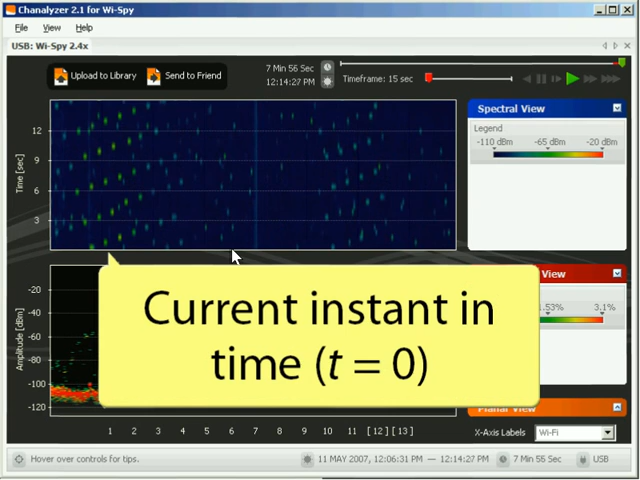 Chanalyzer 2.1 for Wi-Spy
File View Help
USB: Wi-Spy 2.4x
Upload to Library Send to Friend
7 Min 56 Sec
12:14:27 PM
Timeframe: 15 sec
Time [sec]
12
9
6
3
Spectral View
Legend
-110 dBm -65 dBm -20 dBm
Current instant in
time (t = 0)
Amplitude [dBm]
-20
-40
-60
-80
-100
-120
View
.53% 3.1%
Planar View
1 2 3 4 5 6 7 8 9 10 11 [12] [13]
X-Axis Labels Wi-Fi
Hover over controls for tips.
11 MAY 2007, 12:06:31 PM — 12:14:27 PM
7 Min 56 Sec
USB